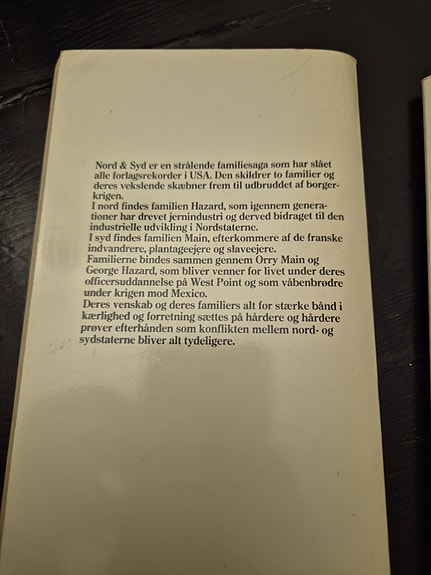 Nord & Syd er en strålende familiesaga som har slået
alle forlagsrekorder i USA. Den skildrer to familier og
deres vekslende skæbner frem til udbruddet af borger-
krigen.
I nord findes familien Hazard, som igennem genera-
tioner har drevet jernindustri og derved bidraget til den
industrielle udvikling i Nordstaterne.
I syd findes familien Main, efterkommere af de franske
indvandrere, plantageejere og slaveejere.
Familierne bindes sammen gennem Orry Main og
George Hazard, som bliver venner for livet under deres
officersuddannelse på West Point og som våbenbrødre
under krigen mod Mexico.
Deres venskab og deres familiers alt for stærke bånd i
kærlighed og forretning sættes på hårdere og hårdere
prøver efterhånden som konflikten mellem nord- og
sydstaterne bliver alt tydeligere.